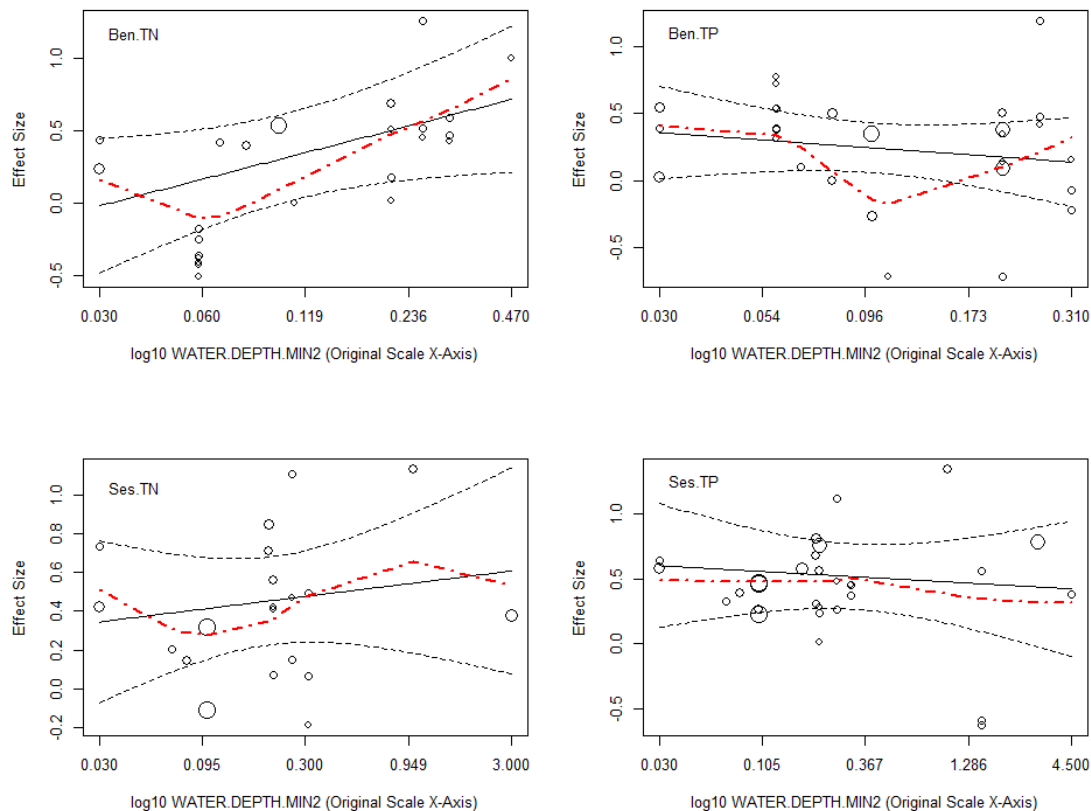 Ben.TN
Effect Size
1.0
0.5
0.0
-0.5
0.030 0.060 0.119 0.236 0.470
log10 WATER.DEPTH.MIN2 (Original Scale X-Axis)
Ben.TP
Effect Size
1.0
0.5
0.0
-0.5
0.030 0.054 0.096 0.173 0.310
log10 WATER.DEPTH.MIN2 (Original Scale X-Axis)
Ses.TN
Effect Size
1.0
0.8
0.6
0.4
0.2
0.0
-0.2
0.030 0.095 0.300 0.949 3.000
log10 WATER.DEPTH.MIN2 (Original Scale X-Axis)
Ses.TP
Effect Size
1.0
0.5
0.0
-0.5
0.030 0.105 0.367 1.286 4.500
log10 WATER.DEPTH.MIN2 (Original Scale X-Axis)